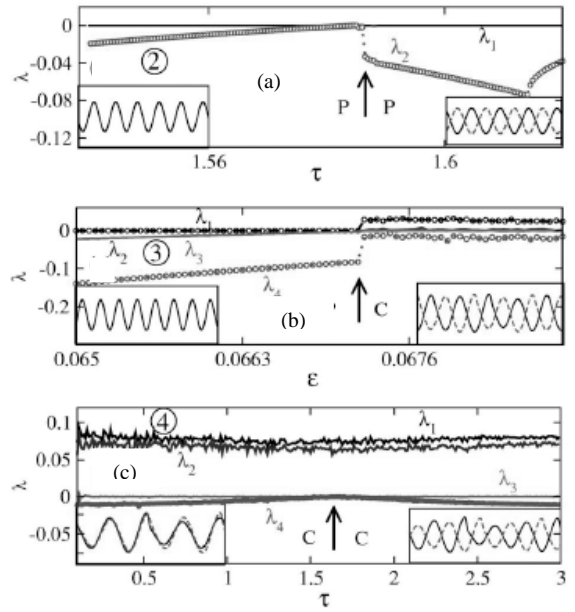 0
-0.04
-0.08
-0.12
λ
②
(a)
λ₂
λ₁
P P
1.56
1.6
τ
0
-0.1
-0.2
λ
λ₁
λ₂
③
λ₃
λ₄
(b)
C
0.065
0.0663
0.0676
ε
0.1
0.05
0
-0.05
λ
④
λ₁
λ₂
(c)
λ₃
λ₄
C C
0.5
1
1.5
2
2.5
3
τ